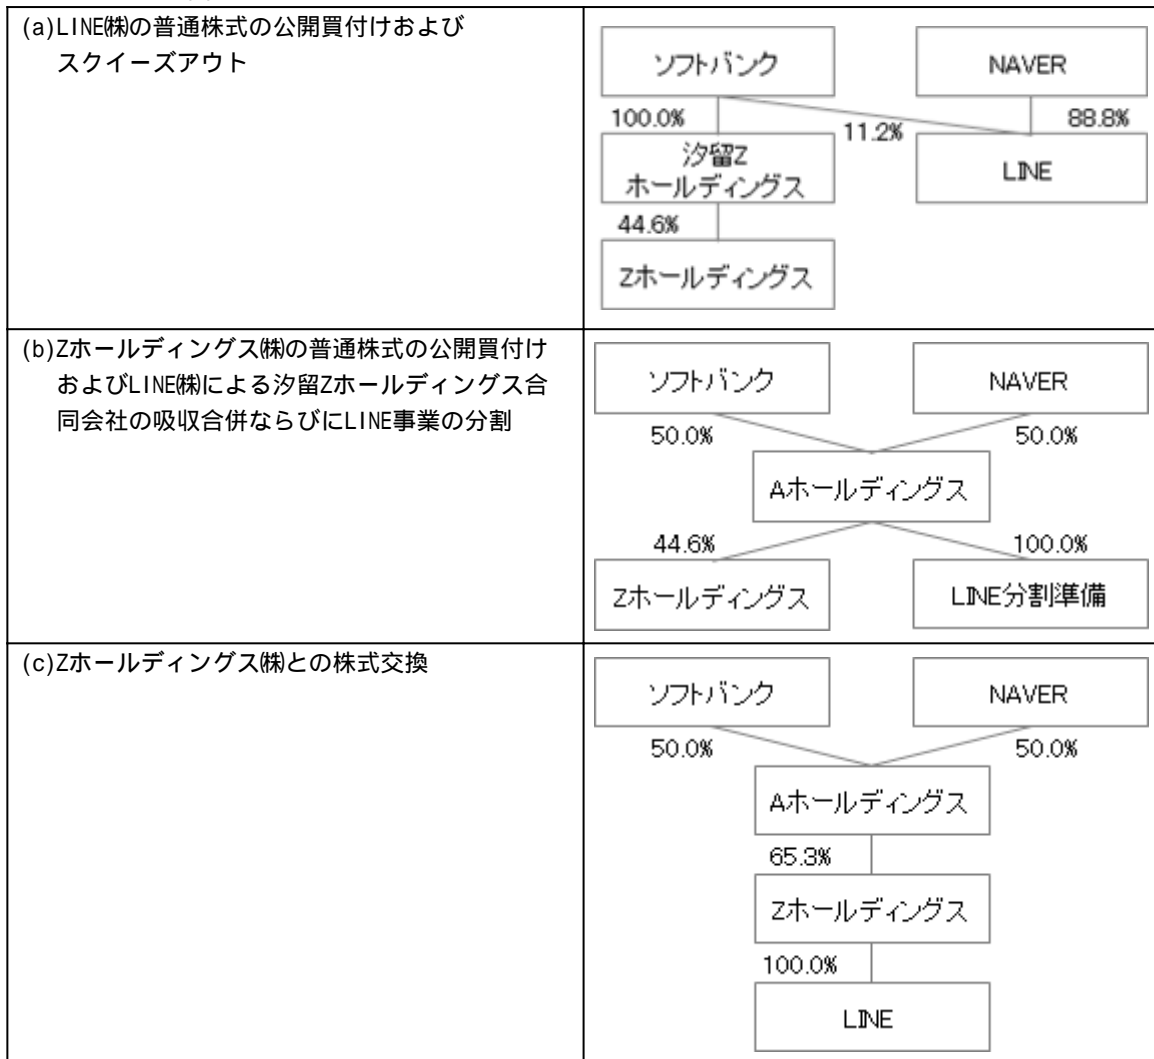 (a)LINE㈱の普通株式の公開買付けおよび
スクイーズアウト
ソフトバンク
NAVER
100.0%
11.2%
88.8%
汐留Z
ホールディングス
LINE
44.6%
Zホールディングス
(b)Zホールディングス㈱の普通株式の公開買付け
およびLINE㈱による汐留Zホールディングス合
同会社の吸収合併ならびにLINE事業の分割
ソフトバンク
NAVER
50.0%
50.0%
Aホールディングス
44.6%
100.0%
Zホールディングス
LINE分割準備
(c)Zホールディングス㈱との株式交換
ソフトバンク
NAVER
50.0%
50.0%
Aホールディングス
65.3%
Zホールディングス
100.0%
LINE